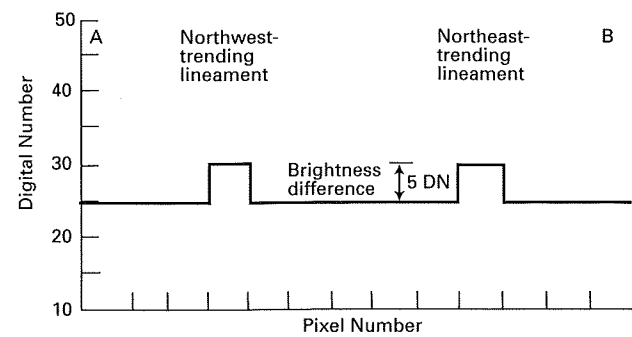 50
A
Northwest-
trending
lineament
Northeast-
trending
lineament
B
40
Digital Number
30
Brightness
difference
5 DN
20
10
Pixel Number